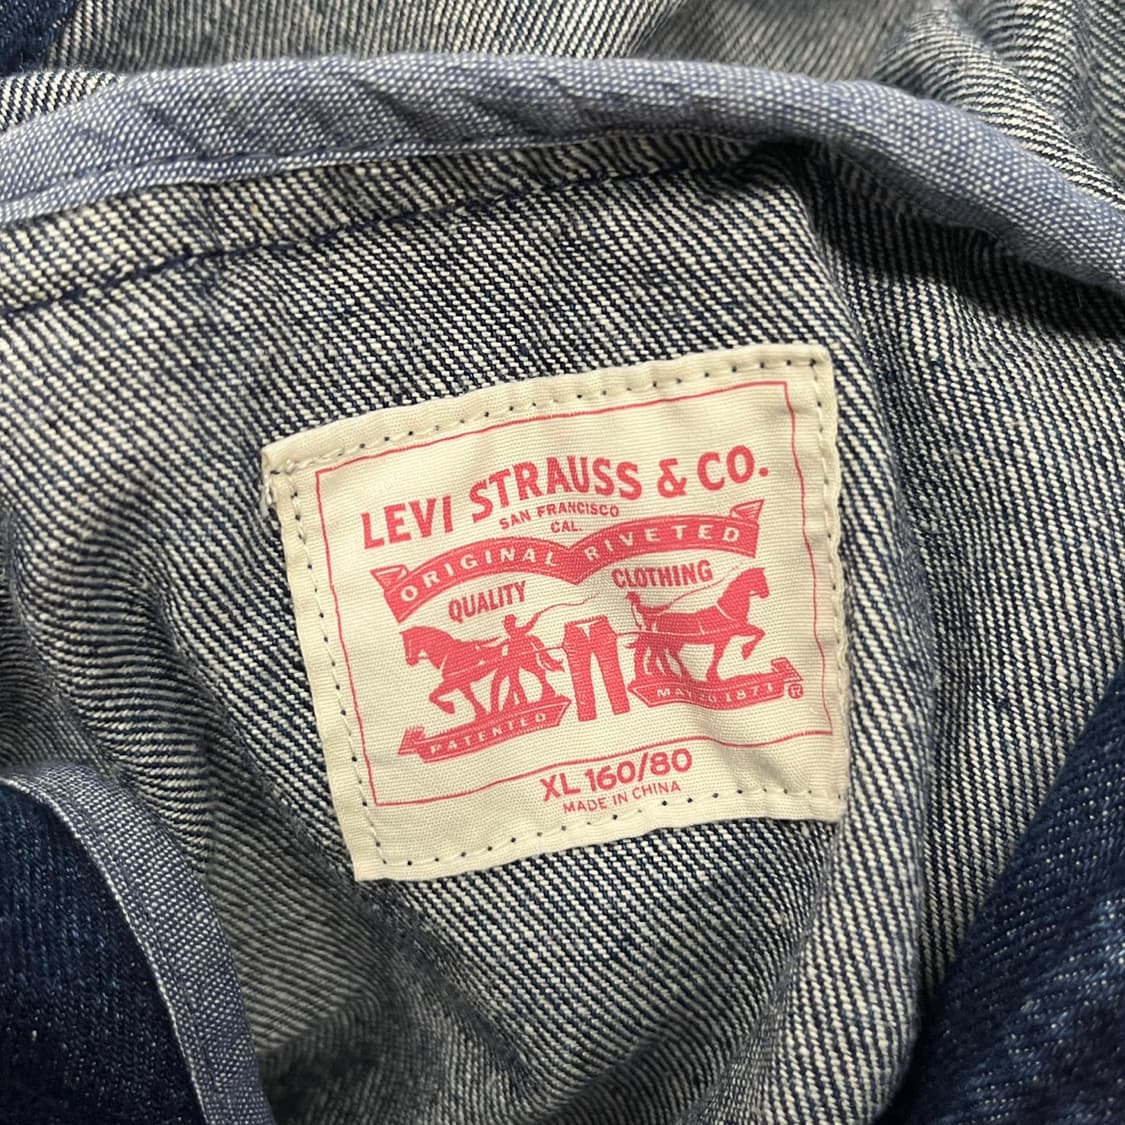 LEVI STRAUSS & CO.
SAN FRANCISCO
CAL.
ORIGINAL RIVETED
QUALITY CLOTHING
PATENTED
MAY 20 1873
®
XL 160/80
MADE IN CHINA